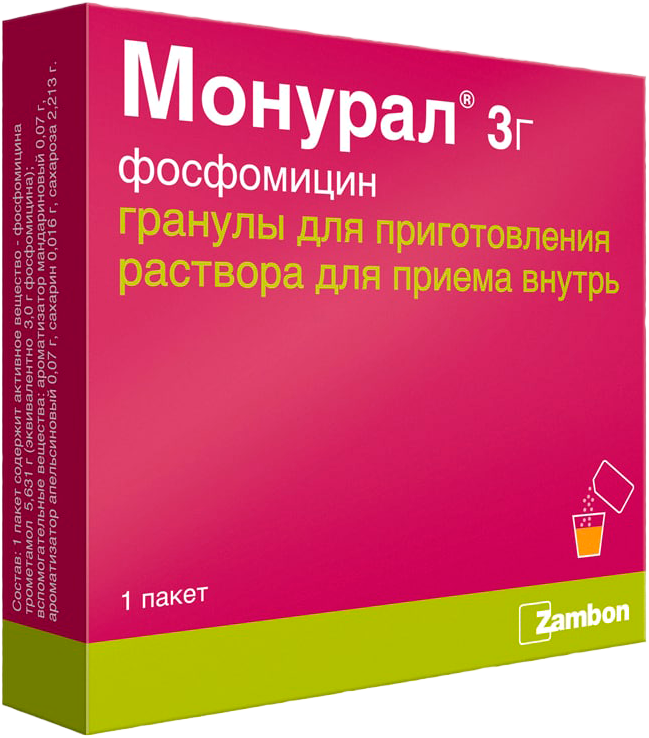 Монурал® 3г
фосфомицин
гранулы для приготовления
раствора для приема внутрь
1 пакет
Zambon
Состав: 1 пакет содержит активное вещество - фосфомицина
трометамол 5,631 г (эквивалентно 3,0 г фосфомицина);
вспомогательные вещества: ароматизатор мандариновый 0,07 г,
ароматизатор апельсиновый 0,07 г, сахарин 0,016 г, сахароза 2,213 г.